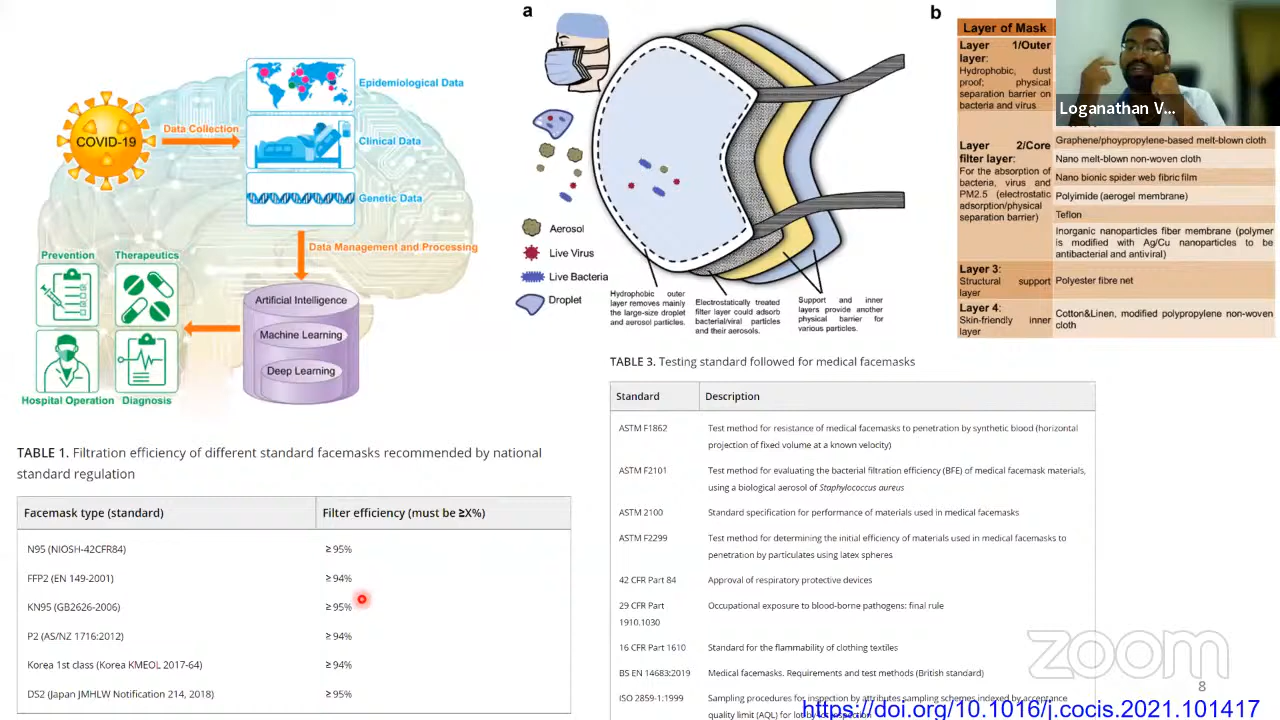 COVID-19
Data Collection
Epidemiological Data
Clinical Data
Genetic Data
Data Management and Processing
Prevention
Therapeutics
Hospital Operation
Diagnosis
Artificial Intelligence
Machine Learning
Deep Learning
a
Aerosol
Live Virus
Live Bacteria
Droplet
Hydrophobic outer
layer removes mainly
the large-size droplet
and aerosol particles.
Electrostatically treated
filter layer could adsorb
bacterial/viral particles
and their aerosols.
Support and inner
layers provide another
physical barrier for
various particles.
b
Layer of Mask
Layer 1/Outer
layer:
Hydrophobic, dust
proof; physical
separation barrier on
bacteria and virus
Layer 2/Core
filter layer:
For the absorption of
bacteria, virus and
PM2.5 (electrostatic
adsorption/physical
separation barrier)
Graphene/phoypropylene-based melt-blown cloth
Nano melt-blown non-woven cloth
Nano bionic spider web fibric film
Polyimide (aerogel membrane)
Teflon
Inorganic nanoparticles fiber membrane (polymer
is modified with Ag/Cu nanoparticles to be
antibacterial and antiviral)
Layer 3:
Structural support
layer
Polyester fibre net
Layer 4:
Skin-friendly inner
layer
Cotton&Linen, modified polypropylene non-woven
cloth
Loganathan V...
TABLE 1. Filtration efficiency of different standard facemasks recommended by national
standard regulation
Facemask type (standard) Filter efficiency (must be ≥X%)
N95 (NIOSH-42CFR84) ≥95%
FFP2 (EN 149-2001) ≥94%
KN95 (GB2626-2006) ≥95%
P2 (AS/NZ 1716:2012) ≥94%
Korea 1st class (Korea KMEOL 2017-64) ≥94%
DS2 (Japan JMHLW Notification 214, 2018) ≥95%
TABLE 3. Testing standard followed for medical facemasks
Standard Description
ASTM F1862 Test method for resistance of medical facemasks to penetration by synthetic blood (horizontal
projection of fixed volume at a known velocity)
ASTM F2101 Test method for evaluating the bacterial filtration efficiency (BFE) of medical facemask materials,
using a biological aerosol of Staphylococcus aureus
ASTM 2100 Standard specification for performance of materials used in medical facemasks
ASTM F2299 Test method for determining the initial efficiency of materials used in medical facemasks to
penetration by particulates using latex spheres
42 CFR Part 84 Approval of respiratory protective devices
29 CFR Part Occupational exposure to blood-borne pathogens: final rule
1910.1030
16 CFR Part 1610 Standard for the flammability of clothing textiles
BS EN 14683:2019 Medical facemasks. Requirements and test methods (British standard)
ISO 2859-1:1999 Sampling procedures for inspection by attributes sampling schemes indexed by acceptance
quality limit (AQL) for lot-by-lot inspection
zoom
8
https://doi.org/10.1016/j.cocis.2021.101417